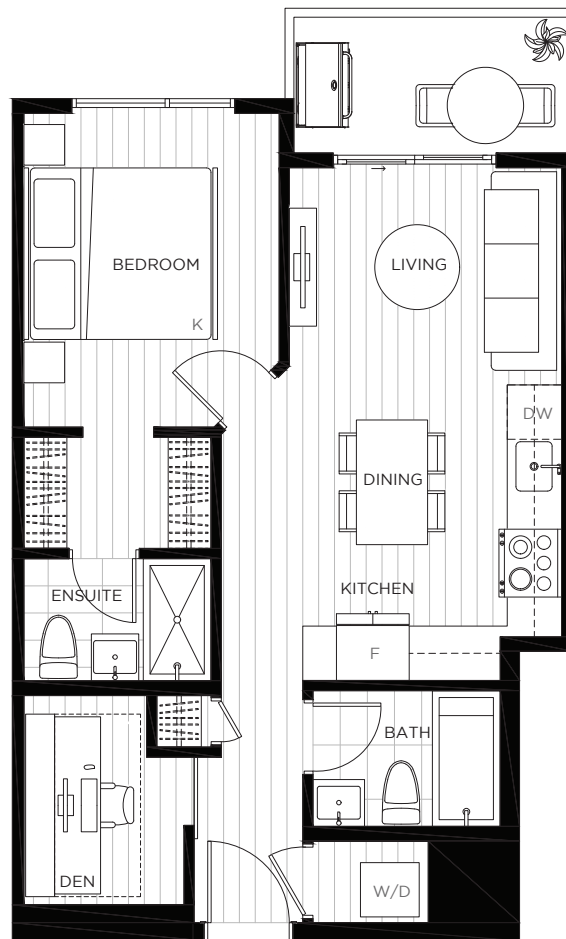 BEDROOM
LIVING
K
DW
DINING
KITCHEN
ENSUITE
F
BATH
DEN
W/D